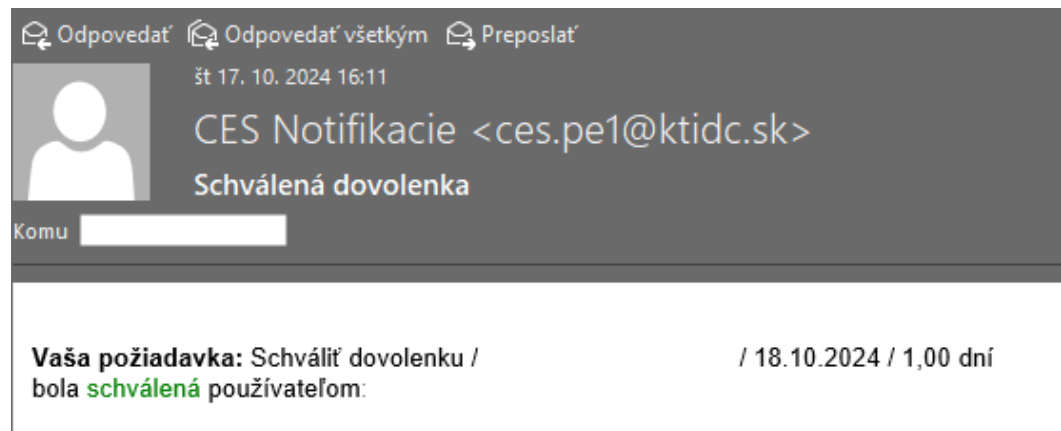 Odpovedať Odpovedať všetkým Preposlať
št 17. 10. 2024 16:11
CES Notifikacie <ces.pe1@ktidc.sk>
Schválená dovolenka
Komu
Vaša požiadavka: Schváliť dovolenku / / 18.10.2024 / 1,00 dní
bola schválená používateľom: